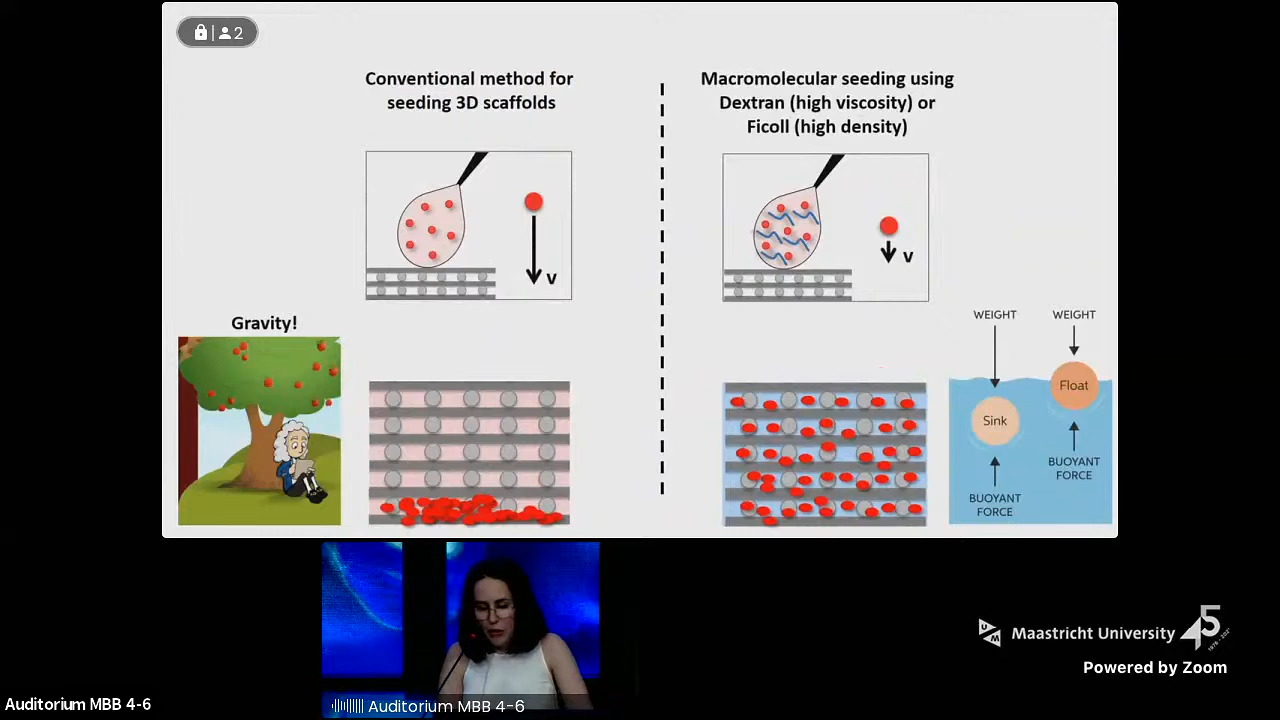 2
Conventional method for
seeding 3D scaffolds
Macromolecular seeding using
Dextran (high viscosity) or
Ficoll (high density)
v
v
Gravity!
WEIGHT
WEIGHT
Float
Sink
BUOYANT
FORCE
BUOYANT
FORCE
UM
Maastricht University
45
Powered by Zoom
Auditorium MBB 4-6
Auditorium MBB 4-6